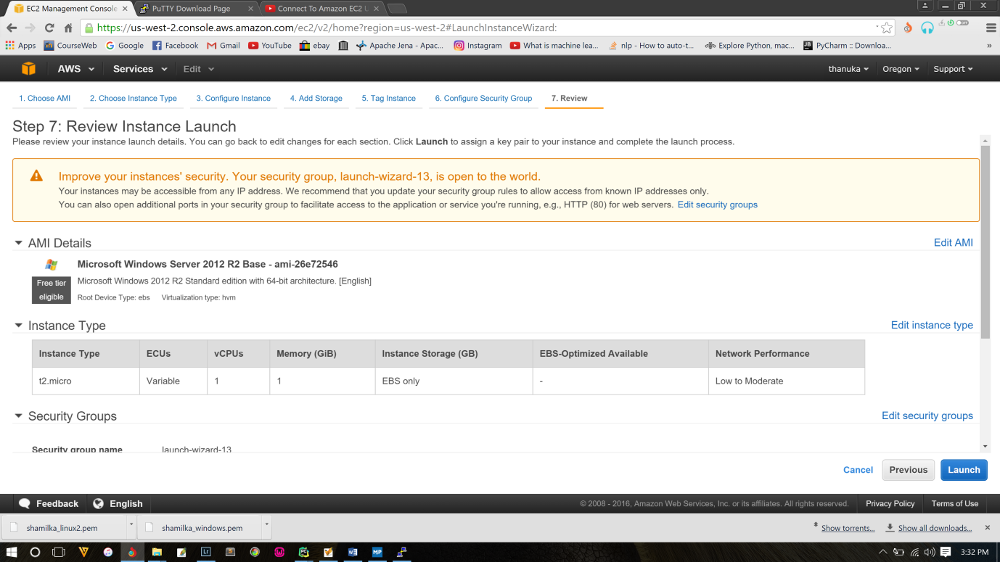 EC2 Management Console
PuTTY Download Page
Connect To Amazon EC2
https://us-west-2.console.aws.amazon.com/ec2/v2/home?region=us-west-2#LaunchInstanceWizard:
Apps CourseWeb Google Facebook Gmail YouTube ebay Apache Jena - Apac... Instagram What is machine lea... nlp - How to auto-t... Explore Python, mac... PyCharm :: Downloa... »
AWS Services Edit thanuka Oregon Support
1. Choose AMI 2. Choose Instance Type 3. Configure Instance 4. Add Storage 5. Tag Instance 6. Configure Security Group 7. Review
Step 7: Review Instance Launch
Please review your instance launch details. You can go back to edit changes for each section. Click Launch to assign a key pair to your instance and complete the launch process.
Improve your instances' security. Your security group, launch-wizard-13, is open to the world.
Your instances may be accessible from any IP address. We recommend that you update your security group rules to allow access from known IP addresses only.
You can also open additional ports in your security group to facilitate access to the application or service you're running, e.g., HTTP (80) for web servers. Edit security groups
AMI Details Edit AMI
Microsoft Windows Server 2012 R2 Base - ami-26e72546
Free tier eligible
Microsoft Windows 2012 R2 Standard edition with 64-bit architecture. [English]
Root Device Type: ebs Virtualization type: hvm
Instance Type Edit instance type
Instance Type ECUs vCPUs Memory (GiB) Instance Storage (GB) EBS-Optimized Available Network Performance
t2.micro Variable 1 1 EBS only - Low to Moderate
Security Groups Edit security groups
Security group name launch-wizard-13
Cancel Previous Launch
Feedback English © 2008 - 2016, Amazon Web Services, Inc. or its affiliates. All rights reserved. Privacy Policy Terms of Use
shamilka_linux2.pem shamilka_windows.pem Show torrents... Show all downloads...
Lr PC W MP 3:32 PM